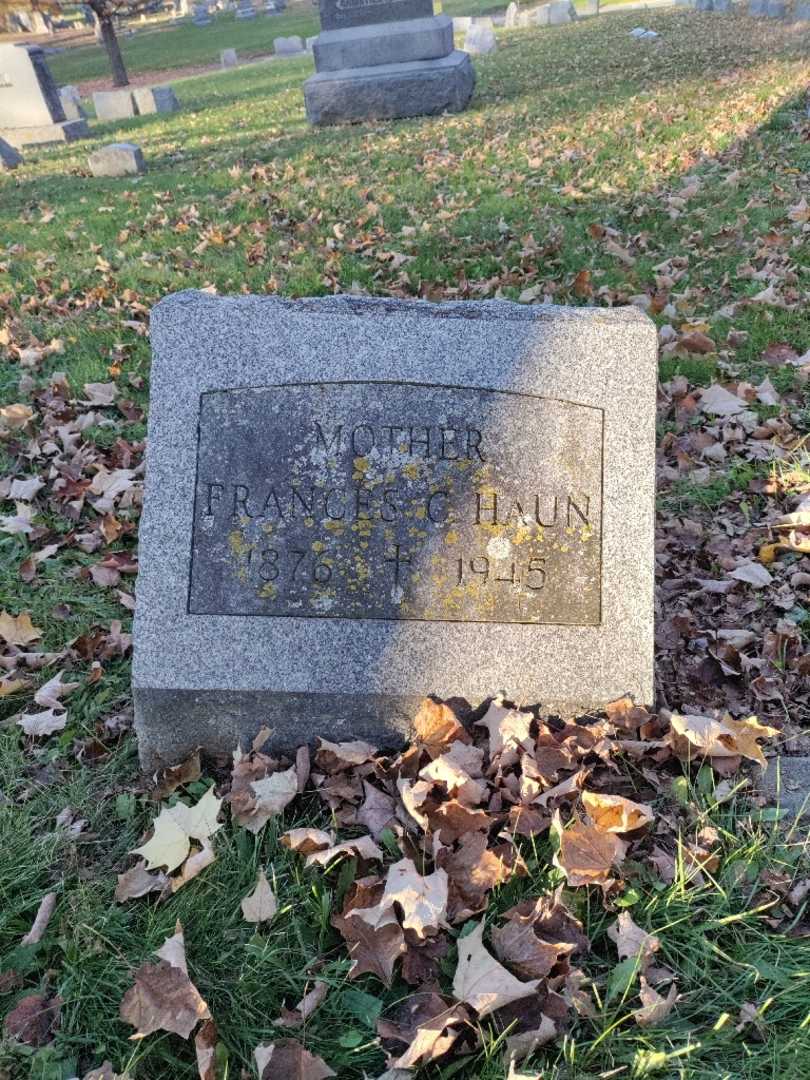 MOTHER
FRANCES C HAUN
1876 ✝ 1945